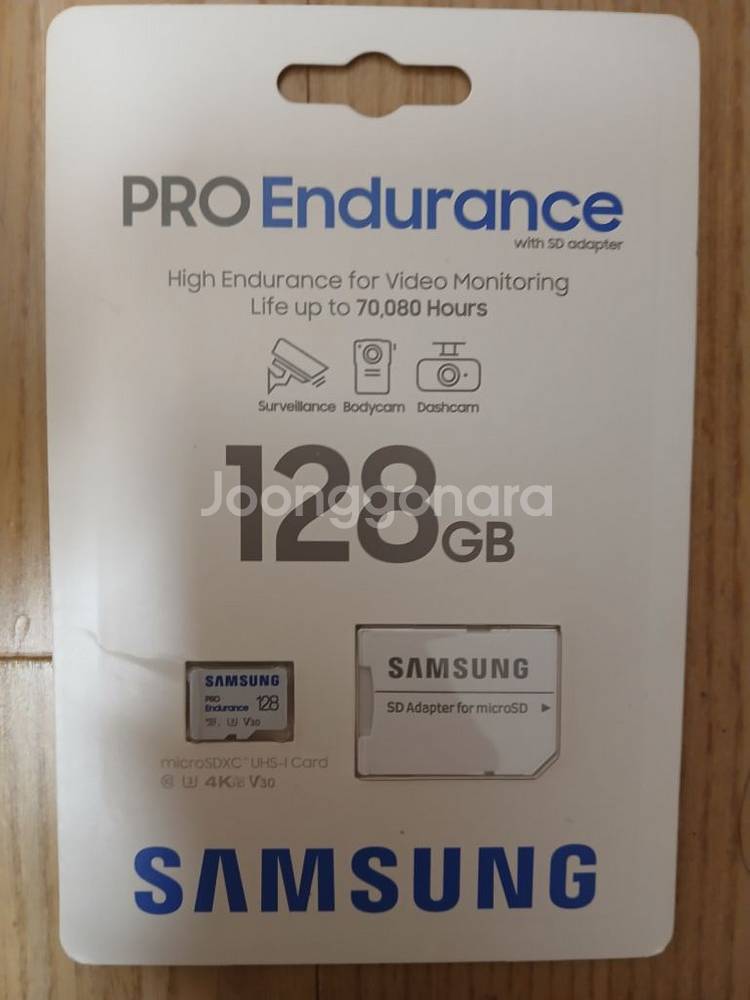 PRO Endurance
with SD adapter
High Endurance for Video Monitoring
Life up to 70,080 Hours
Surveillance Bodycam Dashcam
128GB
Joonggonara
SAMSUNG
PRO
Endurance 128
V30
SAMSUNG
SD Adapter for microSD
microSDXC™ UHS-I Card
4K V30
SAMSUNG